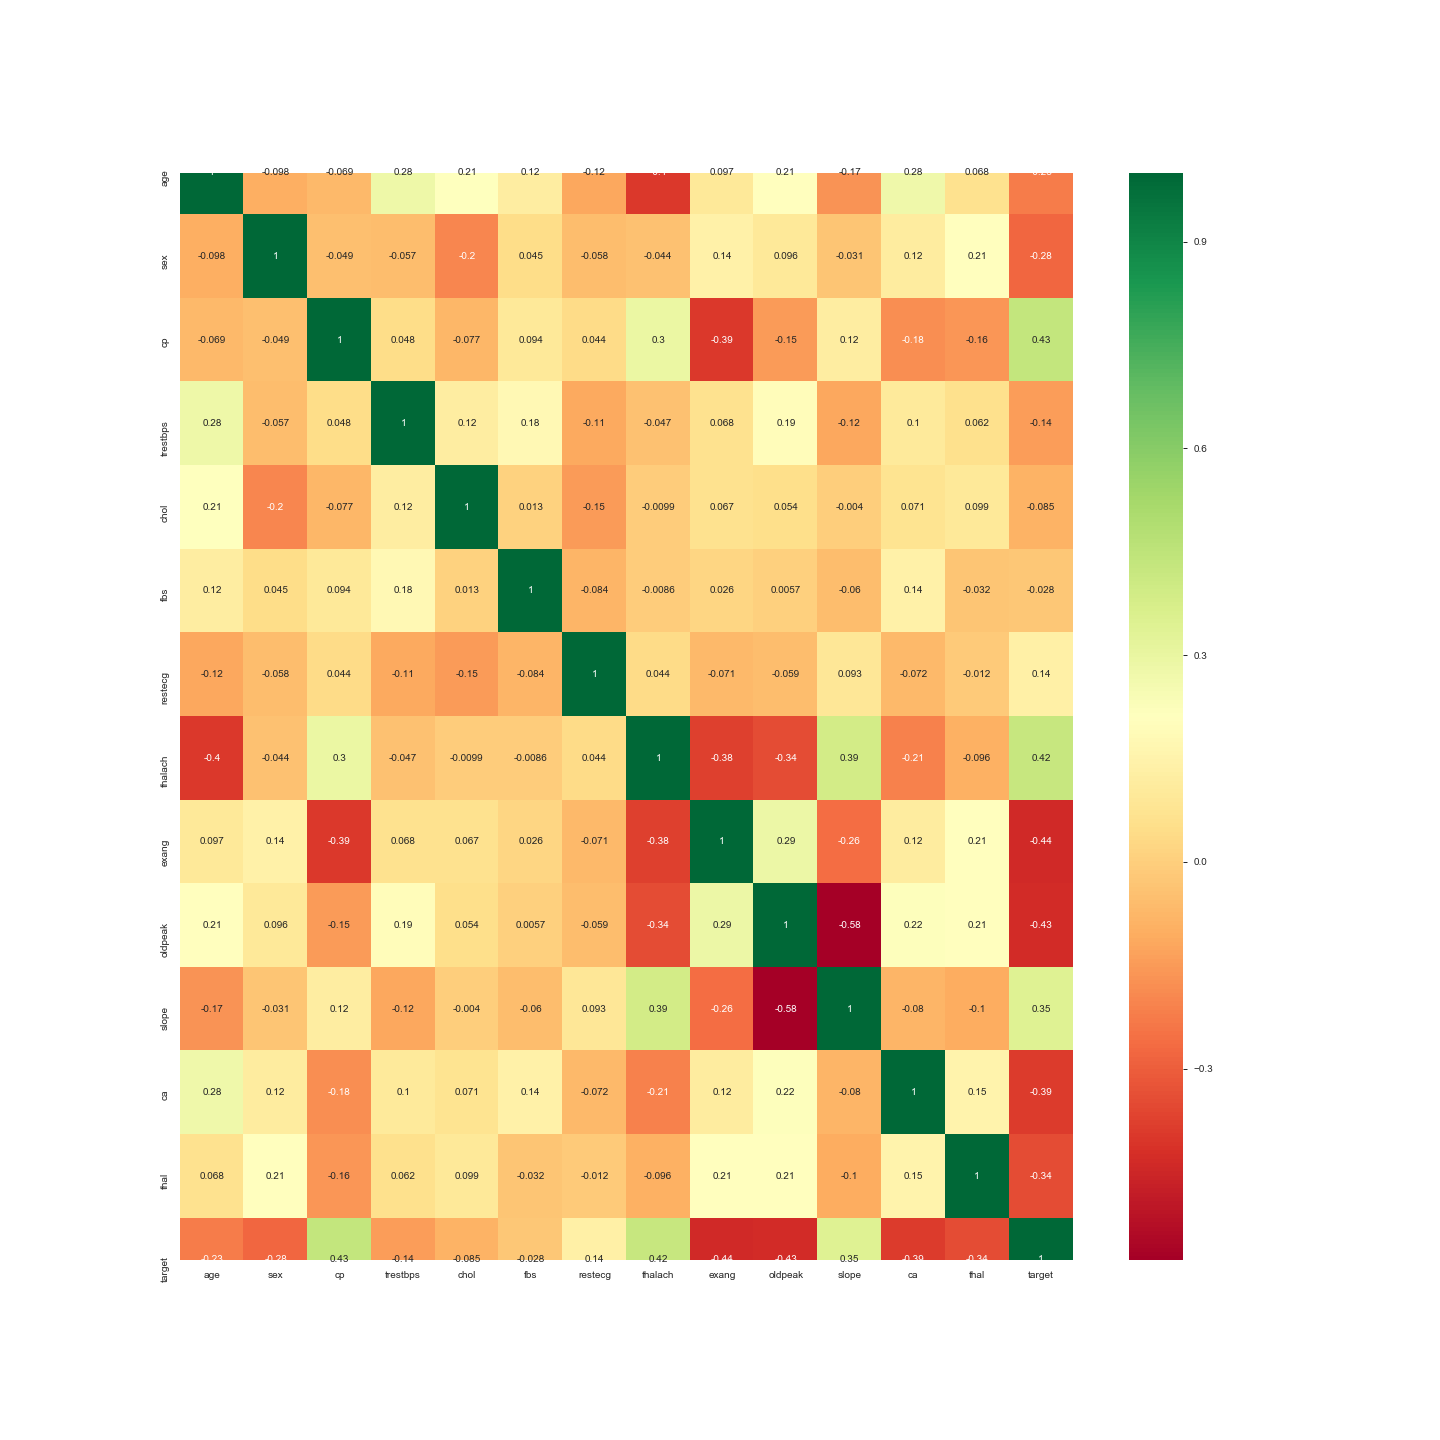 age -0.098 -0.069 0.28 0.21 0.12 -0.12 0.097 0.21 -0.17 0.28 0.068
sex -0.098 1 -0.049 -0.057 -0.2 0.045 -0.058 -0.044 0.14 0.096 -0.031 0.12 0.21 -0.28
cp -0.069 -0.049 1 0.048 -0.077 0.094 0.044 0.3 -0.39 -0.15 0.12 -0.18 -0.16 0.43
trestbps 0.28 -0.057 0.048 1 0.12 0.18 -0.11 -0.047 0.068 0.19 -0.12 0.1 0.062 -0.14
chol 0.21 -0.2 -0.077 0.12 1 0.013 -0.15 -0.0099 0.067 0.054 -0.004 0.071 0.099 -0.085
fbs 0.12 0.045 0.094 0.18 0.013 1 -0.084 -0.0086 0.026 0.0057 -0.06 0.14 -0.032 -0.028
restecg -0.12 -0.058 0.044 -0.11 -0.15 -0.084 1 0.044 -0.071 -0.059 0.093 -0.072 -0.012 0.14
thalach -0.4 -0.044 0.3 -0.047 -0.0099 -0.0086 0.044 1 -0.38 -0.34 0.39 -0.21 -0.096 0.42
exang 0.097 0.14 -0.39 0.068 0.067 0.026 -0.071 -0.38 1 0.29 -0.26 0.12 0.21 -0.44
oldpeak 0.21 0.096 -0.15 0.19 0.054 0.0057 -0.059 -0.34 0.29 1 -0.58 0.22 0.21 -0.43
slope -0.17 -0.031 0.12 -0.12 -0.004 -0.06 0.093 0.39 -0.26 -0.58 1 -0.08 -0.1 0.35
ca 0.28 0.12 -0.18 0.1 0.071 0.14 -0.072 -0.21 0.12 0.22 -0.08 1 0.15 -0.39
thal 0.068 0.21 -0.16 0.062 0.099 -0.032 -0.012 -0.096 0.21 0.21 -0.1 0.15 1 -0.34
target -0.23 -0.28 0.43 -0.14 -0.085 -0.028 0.14 0.42 -0.44 -0.43 0.35 -0.39 -0.34 1
age sex cp trestbps chol fbs restecg thalach exang oldpeak slope ca thal target
0.9
0.6
0.3
0.0
−0.3